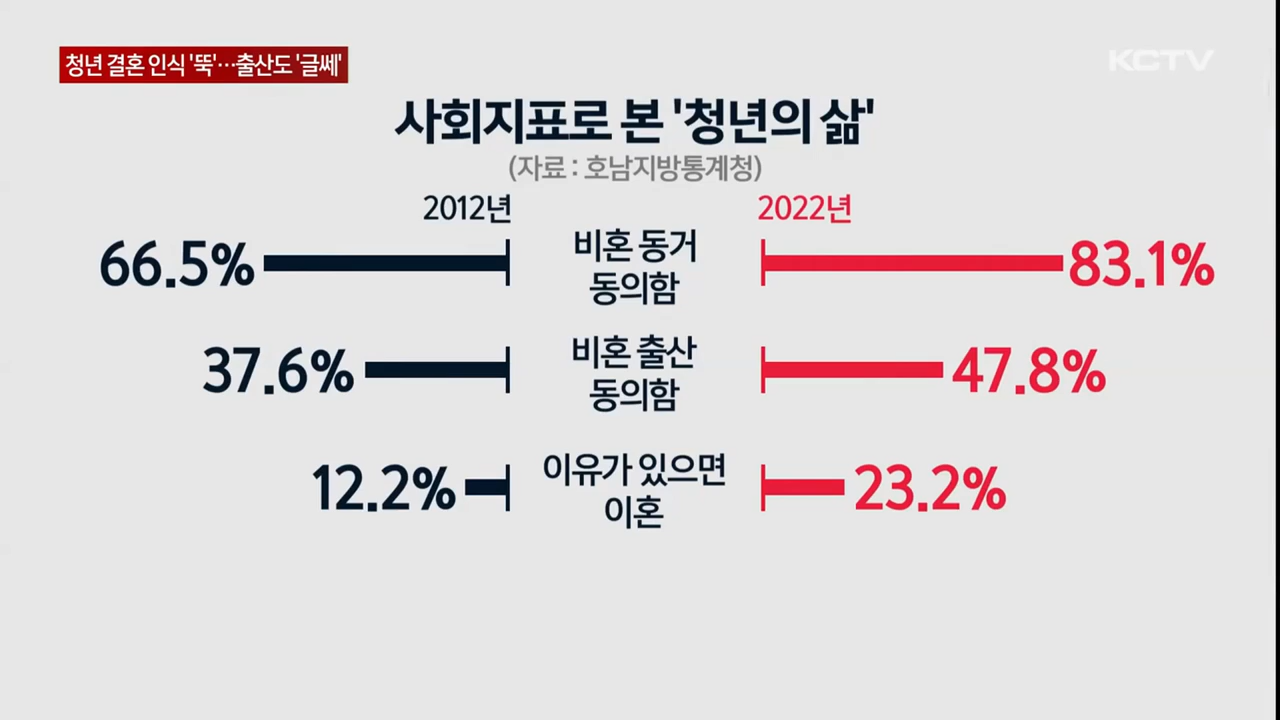 청년 결혼 인식 '뚝'…출산도 '글쎄'
KCTV
사회지표로 본 '청년의 삶'
(자료 : 호남지방통계청)
2012년
2022년
66.5%
비혼 동거
동의함
83.1%
37.6%
비혼 출산
동의함
47.8%
12.2%
이유가 있으면
이혼
23.2%